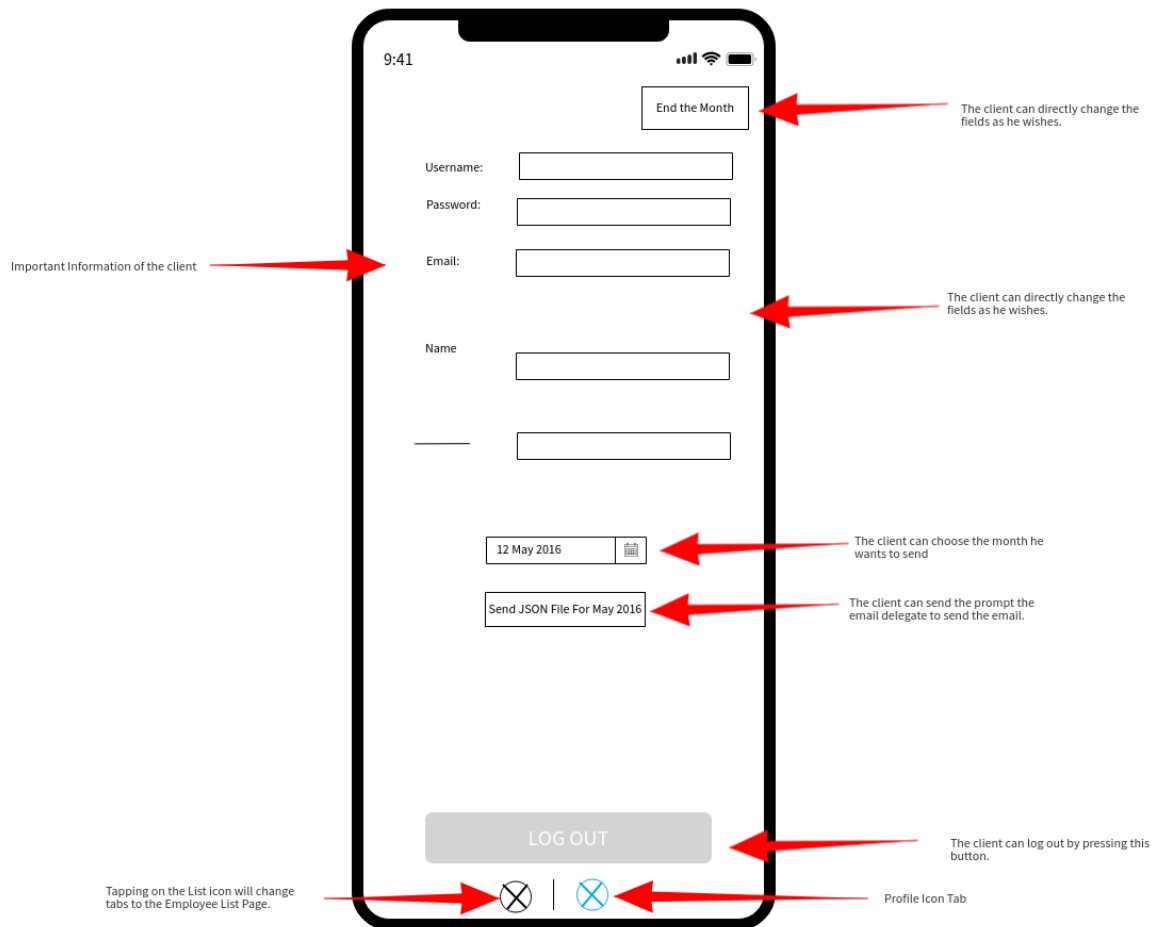 9:41
End the Month
The client can directly change the
fields as he wishes.
Username:
Password:
Email:
Important Information of the client
The client can directly change the
fields as he wishes.
Name
12 May 2016
The client can choose the month he
wants to send
Send JSON File For May 2016
The client can send the prompt the
email delegate to send the email.
LOG OUT
The client can log out by pressing this
button.
Tapping on the List icon will change
tabs to the Employee List Page.
Profile Icon Tab